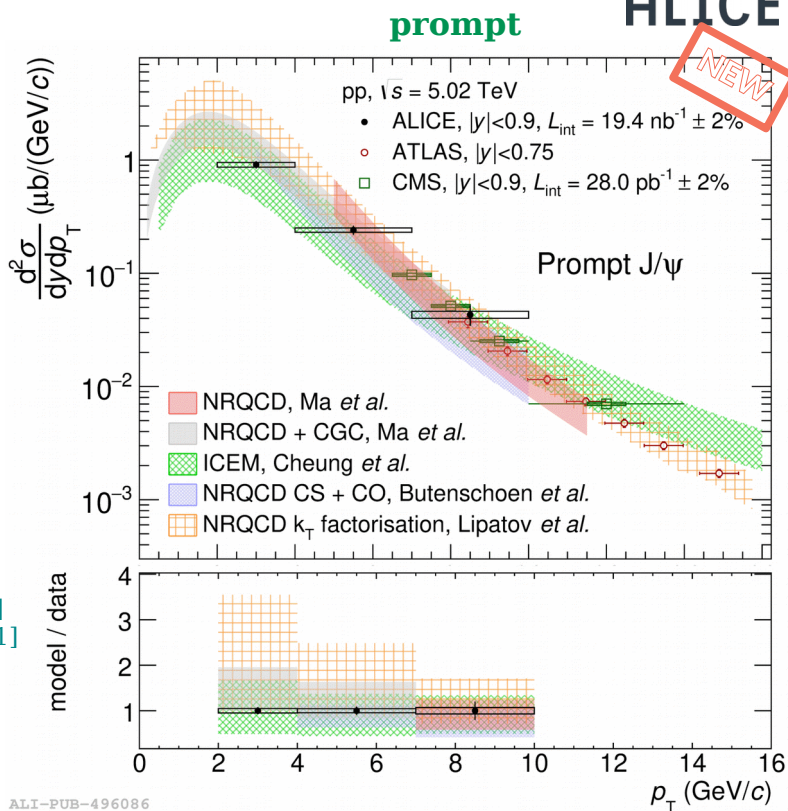 prompt
ALICE
NEW
pp, √s = 5.02 TeV
ALICE, |y|<0.9, L_int = 19.4 nb⁻¹ ± 2%
ATLAS, |y|<0.75
CMS, |y|<0.9, L_int = 28.0 pb⁻¹ ± 2%
Prompt J/ψ
d²σ/dydp_T (μb/(GeV/c))
1
10⁻¹
10⁻²
10⁻³
NRQCD, Ma et al.
NRQCD + CGC, Ma et al.
ICEM, Cheung et al.
NRQCD CS + CO, Butenschoen et al.
NRQCD k_T factorisation, Lipatov et al.
model / data
4
3
2
1
0 2 4 6 8 10 12 14 16
p_T (GeV/c)
ALI-PUB-496086